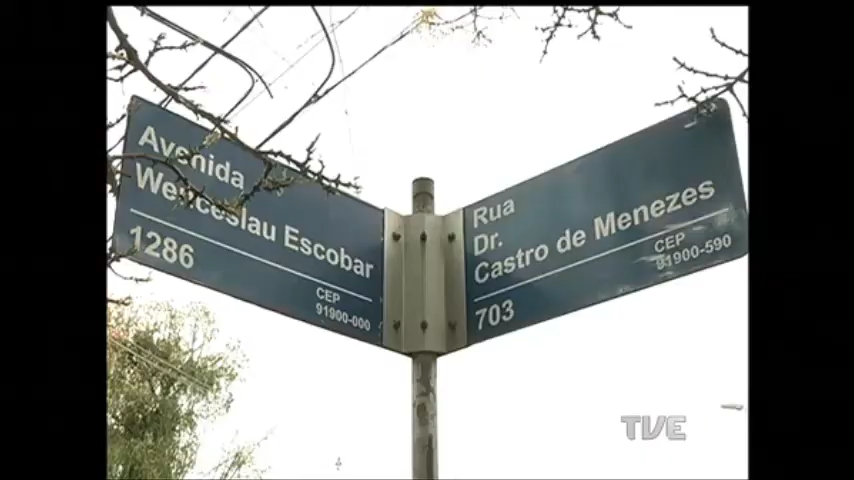 Avenida
Wenceslau Escobar
1286
CEP
91900-000
Rua
Dr.
Castro de Menezes
703
CEP
91900-590
TVE